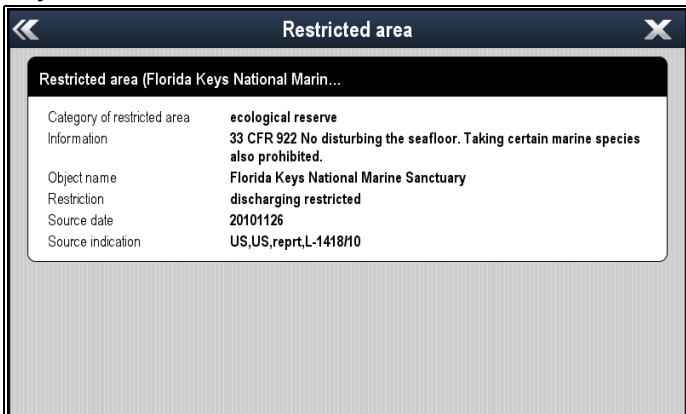 Restricted area
Restricted area (Florida Keys National Marin...
Category of restricted area ecological reserve
Information 33 CFR 922 No disturbing the seafloor. Taking certain marine species
also prohibited.
Object name Florida Keys National Marine Sanctuary
Restriction discharging restricted
Source date 20101126
Source indication US,US,reprt,L-1418/10